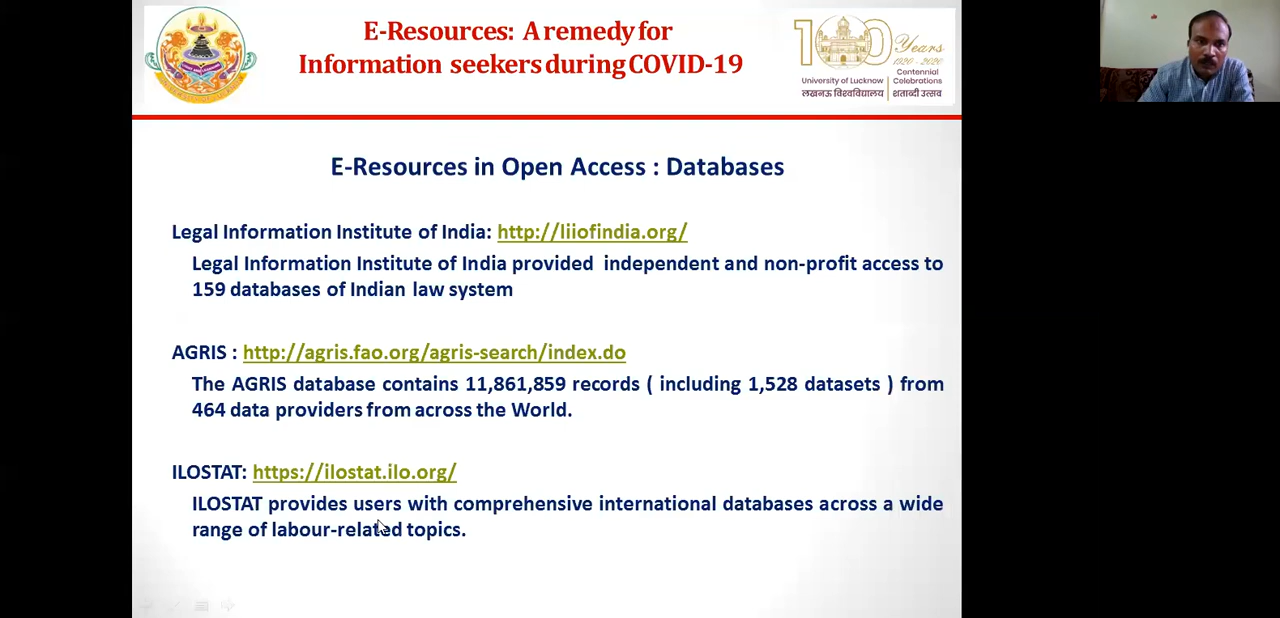 E-Resources: A remedy for
Information seekers during COVID-19
100 Years
1920-2020
University of Lucknow
लखनऊ विश्वविद्यालय
Centennial
Celebrations
शताब्दी उत्सव
E-Resources in Open Access : Databases
Legal Information Institute of India: http://liiofindia.org/
Legal Information Institute of India provided independent and non-profit access to
159 databases of Indian law system
AGRIS : http://agris.fao.org/agris-search/index.do
The AGRIS database contains 11,861,859 records ( including 1,528 datasets ) from
464 data providers from across the World.
ILOSTAT: https://ilostat.ilo.org/
ILOSTAT provides users with comprehensive international databases across a wide
range of labour-related topics.